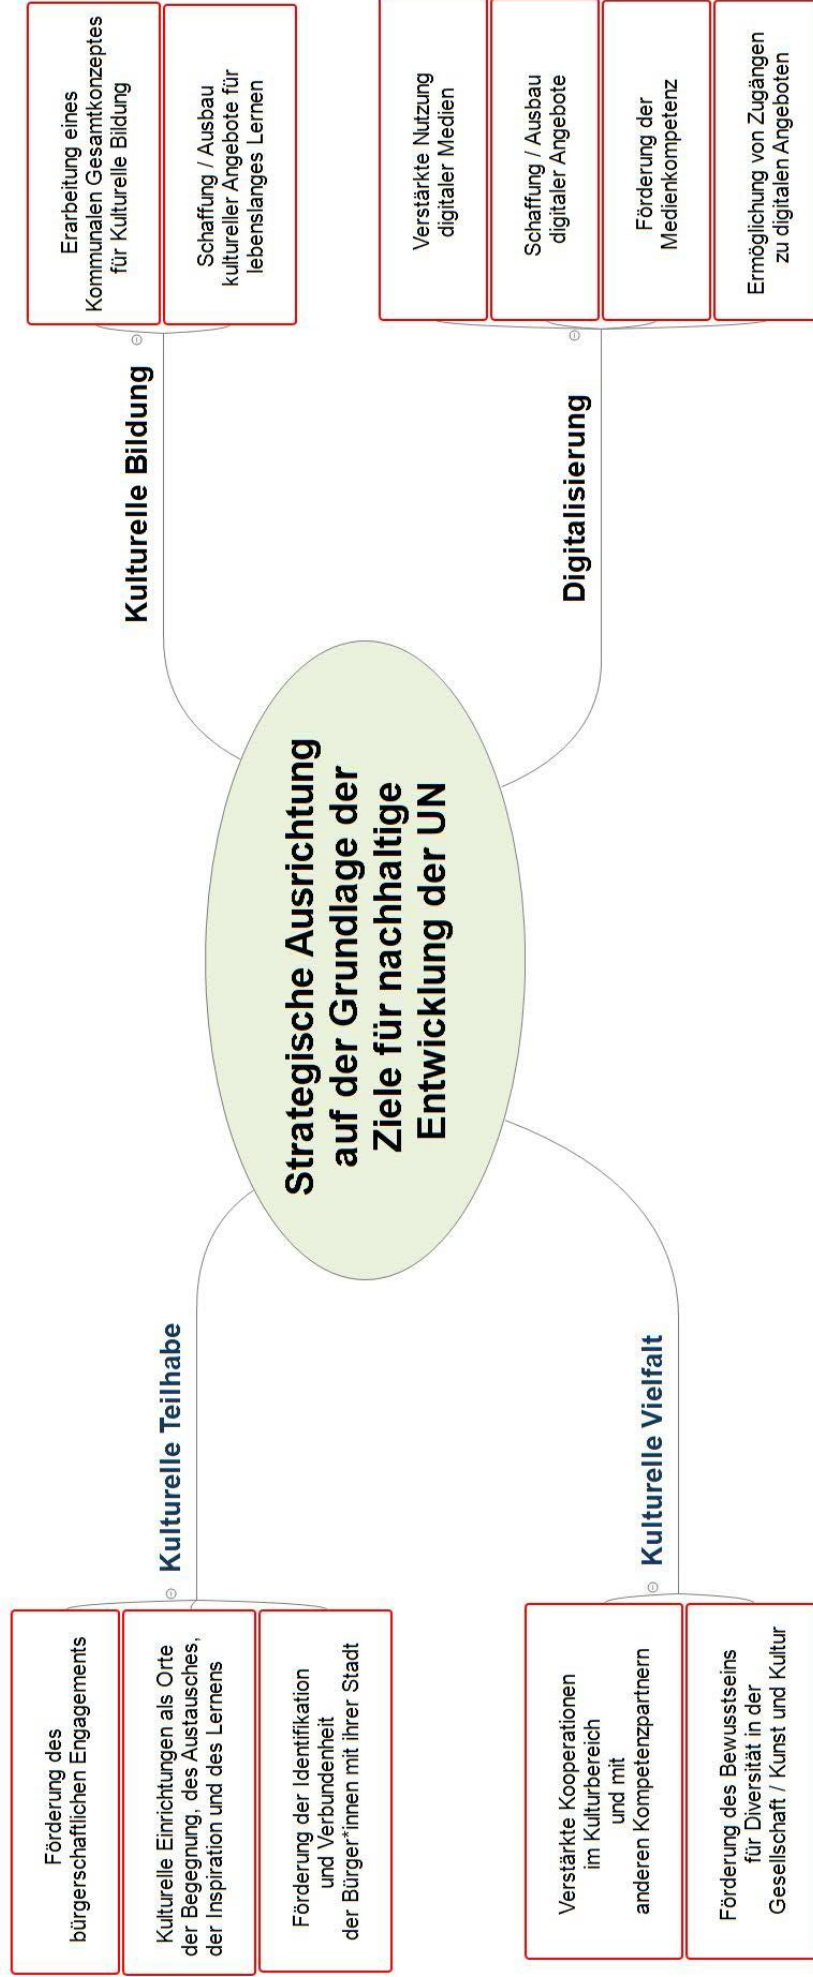 Strategische Ausrichtung
auf der Grundlage der
Ziele für nachhaltige
Entwicklung der UN
Kulturelle Teilhabe
Förderung des
bürgerschaftlichen Engagements
Kulturelle Einrichtungen als Orte
der Begegnung, des Austausches,
der Inspiration und des Lernens
Förderung der Identifikation
und Verbundenheit
der Bürger*innen mit ihrer Stadt
Kulturelle Vielfalt
Verstärkte Kooperationen
im Kulturbereich
und mit
anderen Kompetenzpartnern
Förderung des Bewusstseins
für Diversität in der
Gesellschaft / Kunst und Kultur
Kulturelle Bildung
Erarbeitung eines
Kommunalen Gesamtkonzeptes
für Kulturelle Bildung
Schaffung / Ausbau
kultureller Angebote für
lebenslanges Lernen
Digitalisierung
Verstärkte Nutzung
digitaler Medien
Schaffung / Ausbau
digitaler Angebote
Förderung der
Medienkompetenz
Ermöglichung von Zugängen
zu digitalen Angeboten